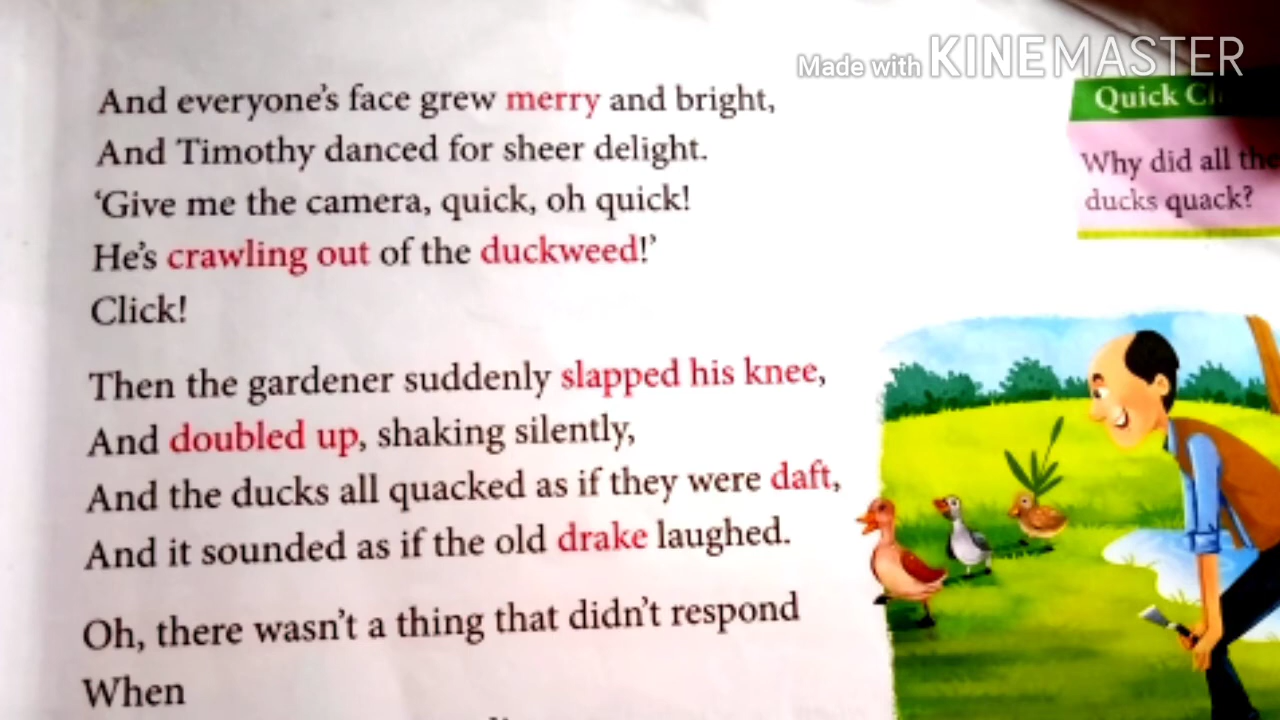 Made with KINEMASTER
And everyone's face grew merry and bright,
And Timothy danced for sheer delight.
‘Give me the camera, quick, oh quick!
He's crawling out of the duckweed!’
Click!
Then the gardener suddenly slapped his knee,
And doubled up, shaking silently,
And the ducks all quacked as if they were daft,
And it sounded as if the old drake laughed.
Oh, there wasn't a thing that didn't respond
When
Quick
Why did all the
ducks quack?